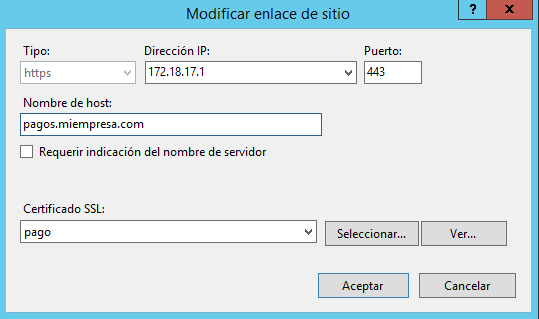 Modificar enlace de sitio
? X
Tipo: Dirección IP: Puerto:
https 172.18.17.1 443
Nombre de host:
pagos.miempresa.com
Requerir indicación del nombre de servidor
Certificado SSL:
pago Seleccionar... Ver...
Aceptar Cancelar